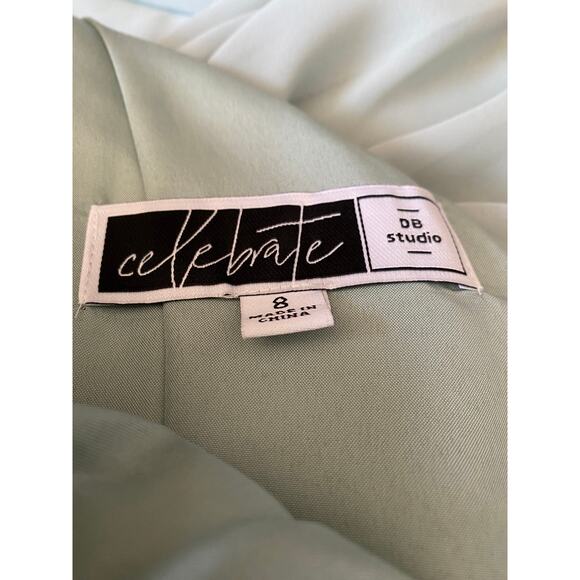 celebrate
DB
studio
8
MADE IN
CHINA